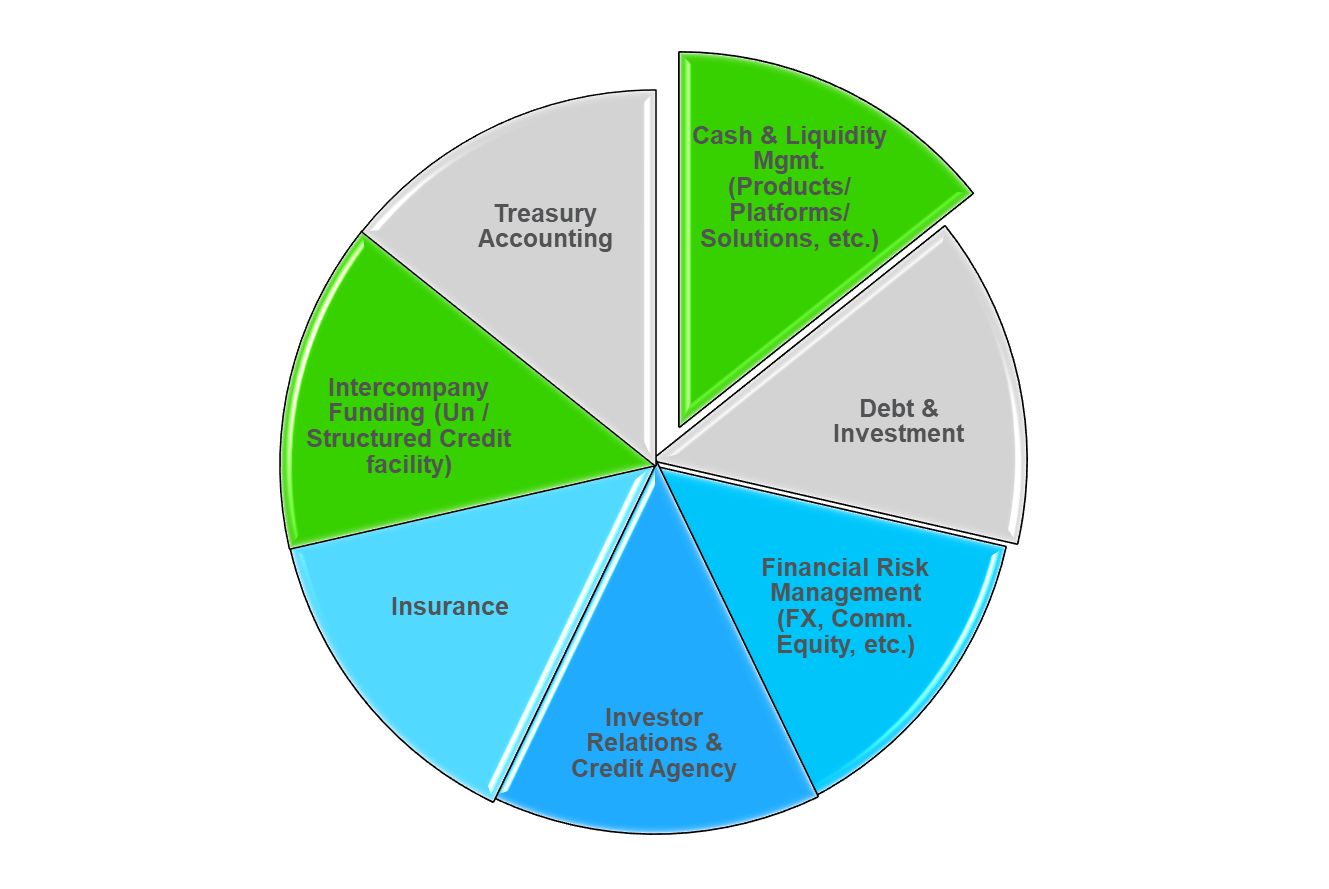 Cash & Liquidity
Mgmt.
(Products/
Platforms/
Solutions, etc.)
Debt &
Investment
Financial Risk
Management
(FX, Comm.
Equity, etc.)
Investor
Relations &
Credit Agency
Insurance
Intercompany
Funding (Un /
Structured Credit
facility)
Treasury
Accounting